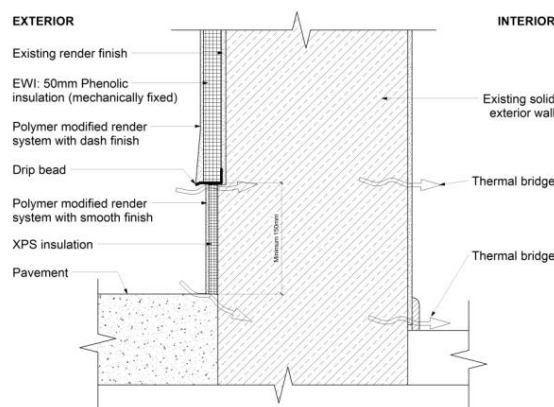 EXTERIOR
INTERIOR
Existing render finish
EWI: 50mm Phenolic
insulation (mechanically fixed)
Polymer modified render
system with dash finish
Drip bead
Polymer modified render
system with smooth finish
XPS insulation
Pavement
Minimum 150mm
Existing solid
exterior wall
Thermal bridge
Thermal bridge